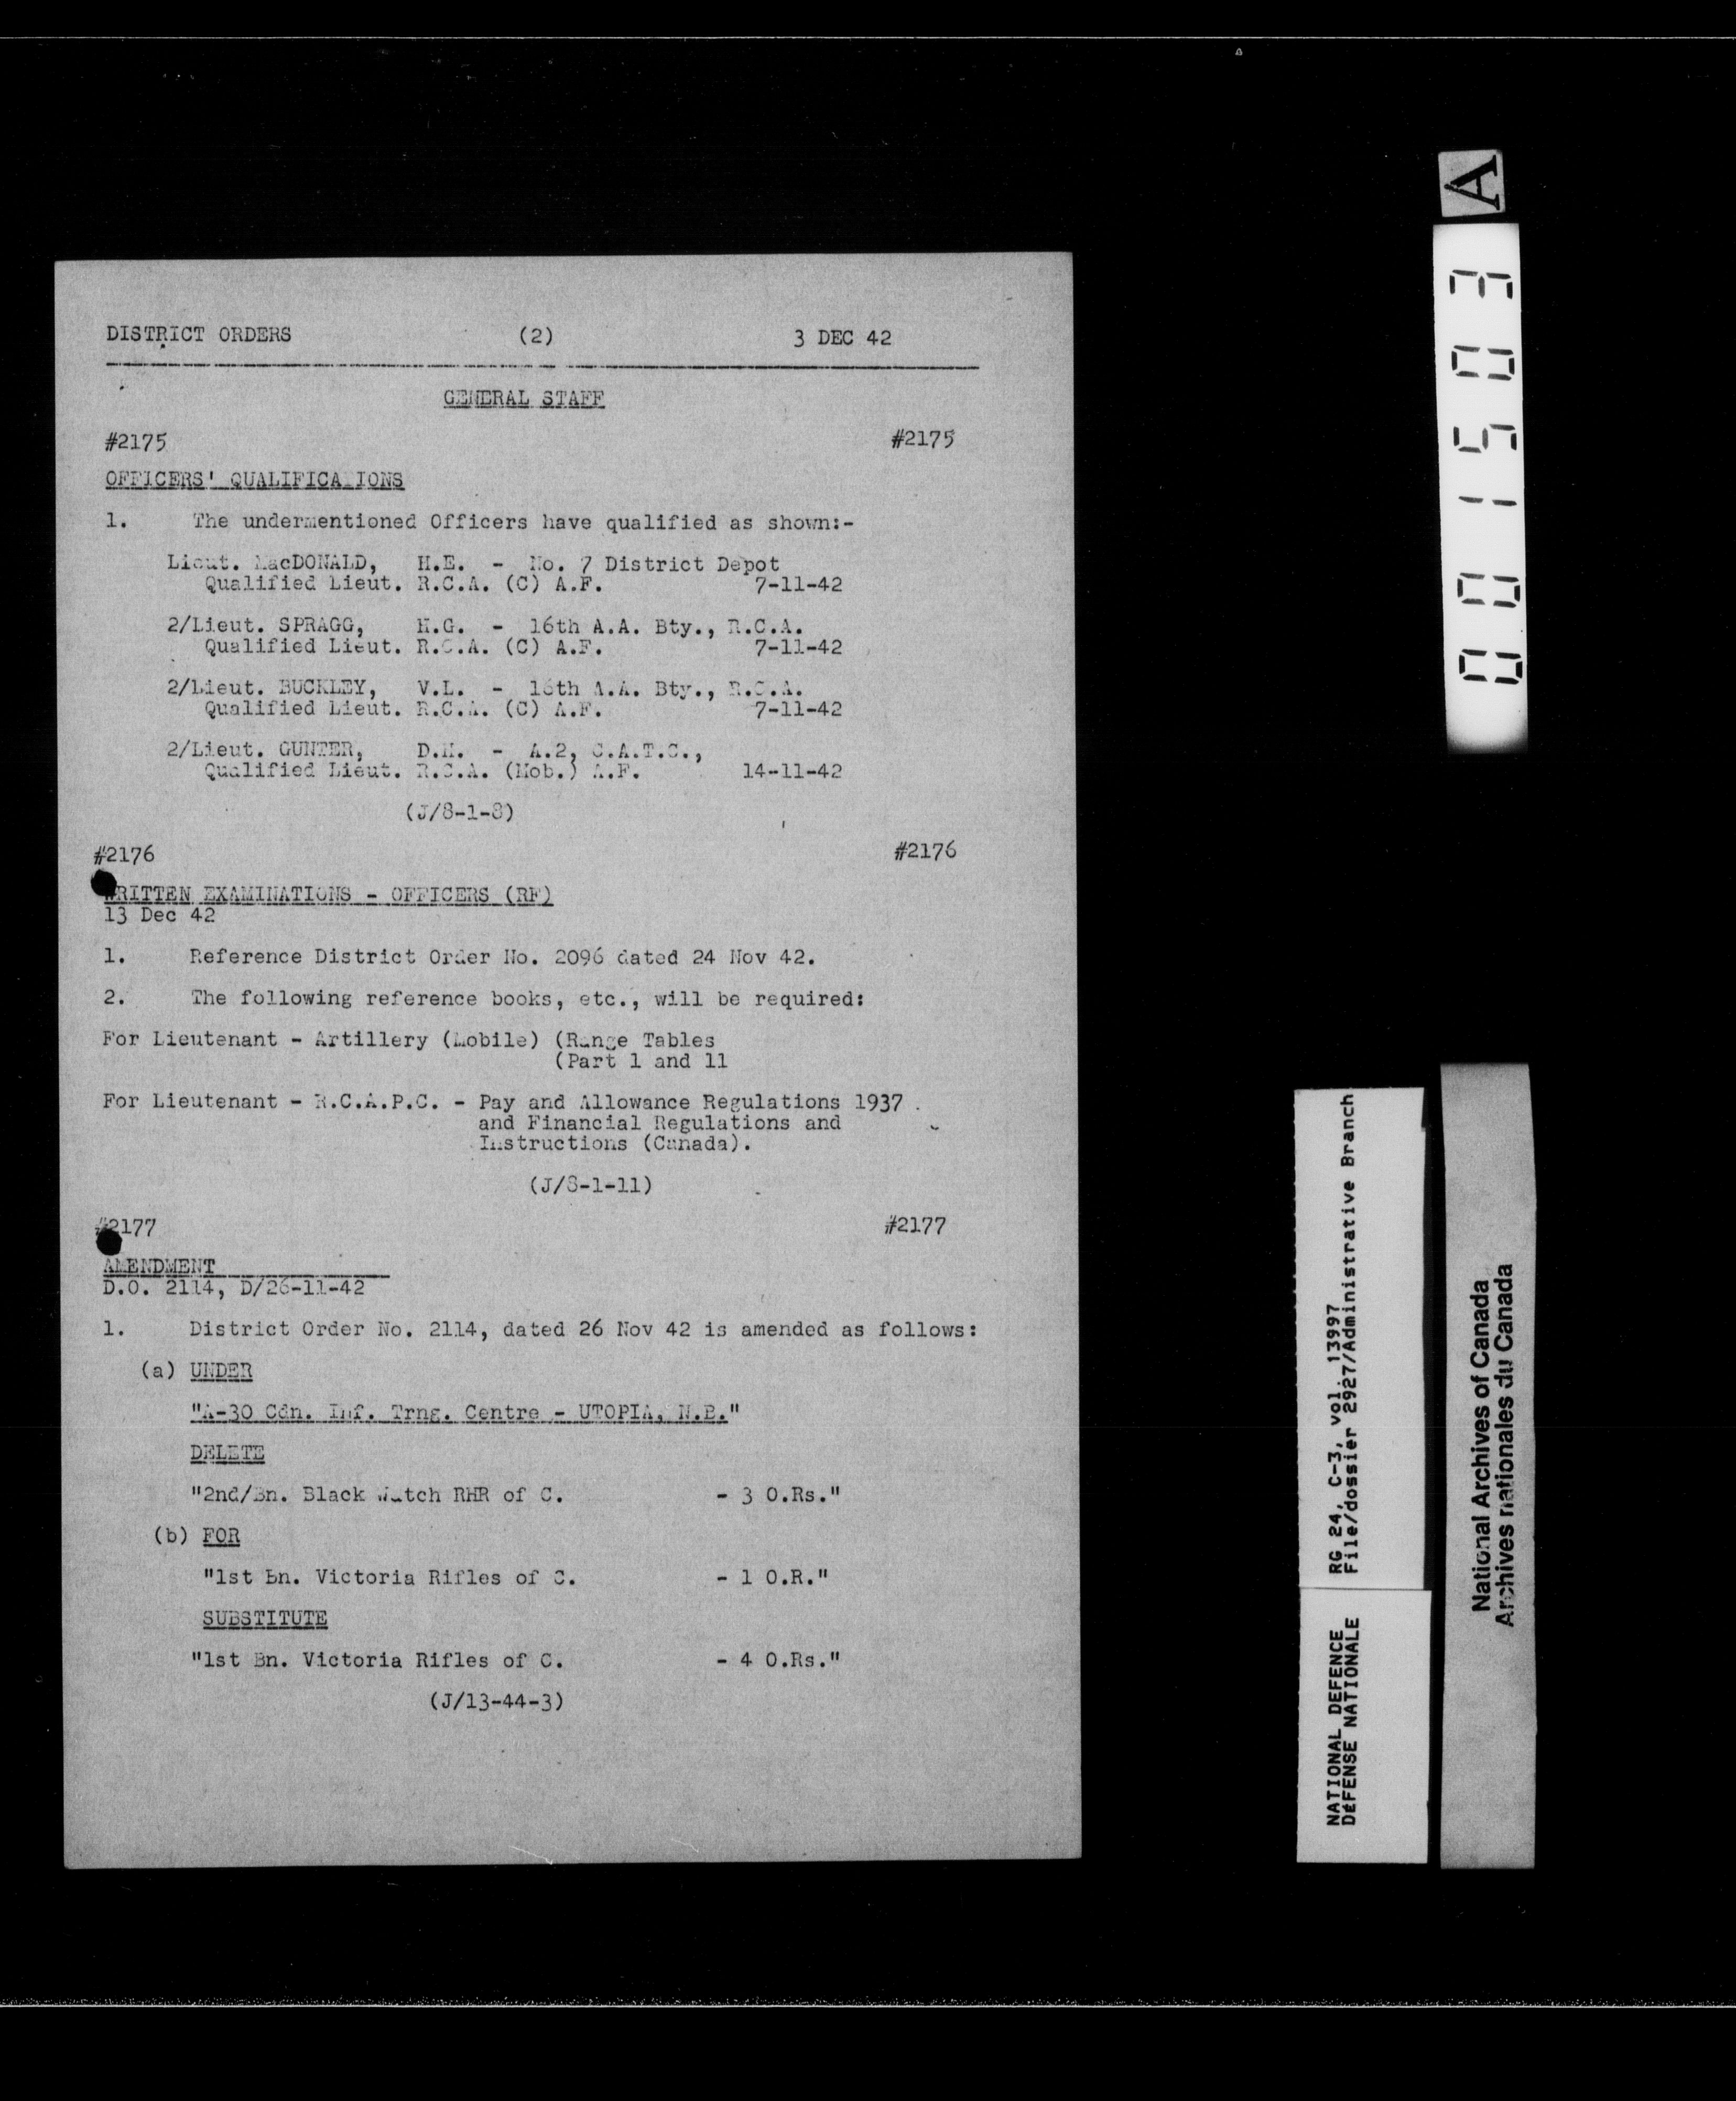 DISTRICT ORDERS (2) 3 DEC 42
GENERAL STAFF
#2175 #2175
OFFICERS' QUALIFICATIONS
1. The undermentioned Officers have qualified as shown:-
Lieut. MacDONALD, H.E. - No. 7 District Depot
Qualified Lieut. R.C.A. (C) A.F. 7-11-42
2/Lieut. SPRAGG, H.G. - 16th A.A. Bty., R.C.A.
Qualified Lieut. R.C.A. (C) A.F. 7-11-42
2/Lieut. BUCKLEY, V.L. - 16th A.A. Bty., R.C.A.
Qualified Lieut. R.C.A. (C) A.F. 7-11-42
2/Lieut. GUNTER, - A.2, C.A.T.C.,
Qualified Lieut. R.C.A. (Mob.) A.F. 14-11-42
(J/8-1-8)
#2176 #2176
WRITTEN EXAMINATIONS - OFFICERS (RF)
13 Dec 42
1. Reference District Order No. 2096 dated 24 Nov 42.
2. The following reference books, etc., will be required:
For Lieutenant - Artillery (Mobile) (Range Tables
(Part 1 and 11
For Lieutenant - R.C.A.P.C. - Pay and Allowance Regulations 1937
and Financial Regulations and
Instructions (Canada).
(J/8-1-11)
#2177 #2177
AMENDMENT
D.O. 2114, D/26-11-42
1. District Order No. 2114, dated 26 Nov 42 is amended as follows:
(a) UNDER
"A-30 Cdn. Inf. Trng. Centre - UTOPIA, N.B."
DELETE
"2nd/Bn. Black Watch RHR of C. - 3 O.Rs."
(b) FOR
"1st Bn. Victoria Rifles of C. - 1 O.R."
SUBSTITUTE
"1st Bn. Victoria Rifles of C. - 4 O.Rs."
(J/13-44-3)
NATIONAL DEFENCE RG 24, C-3, vol. 13997
DÉFENSE NATIONALE File/dossier 2927/Administrative Branch
National Archives of Canada
Archives nationales du Canada
001503 A